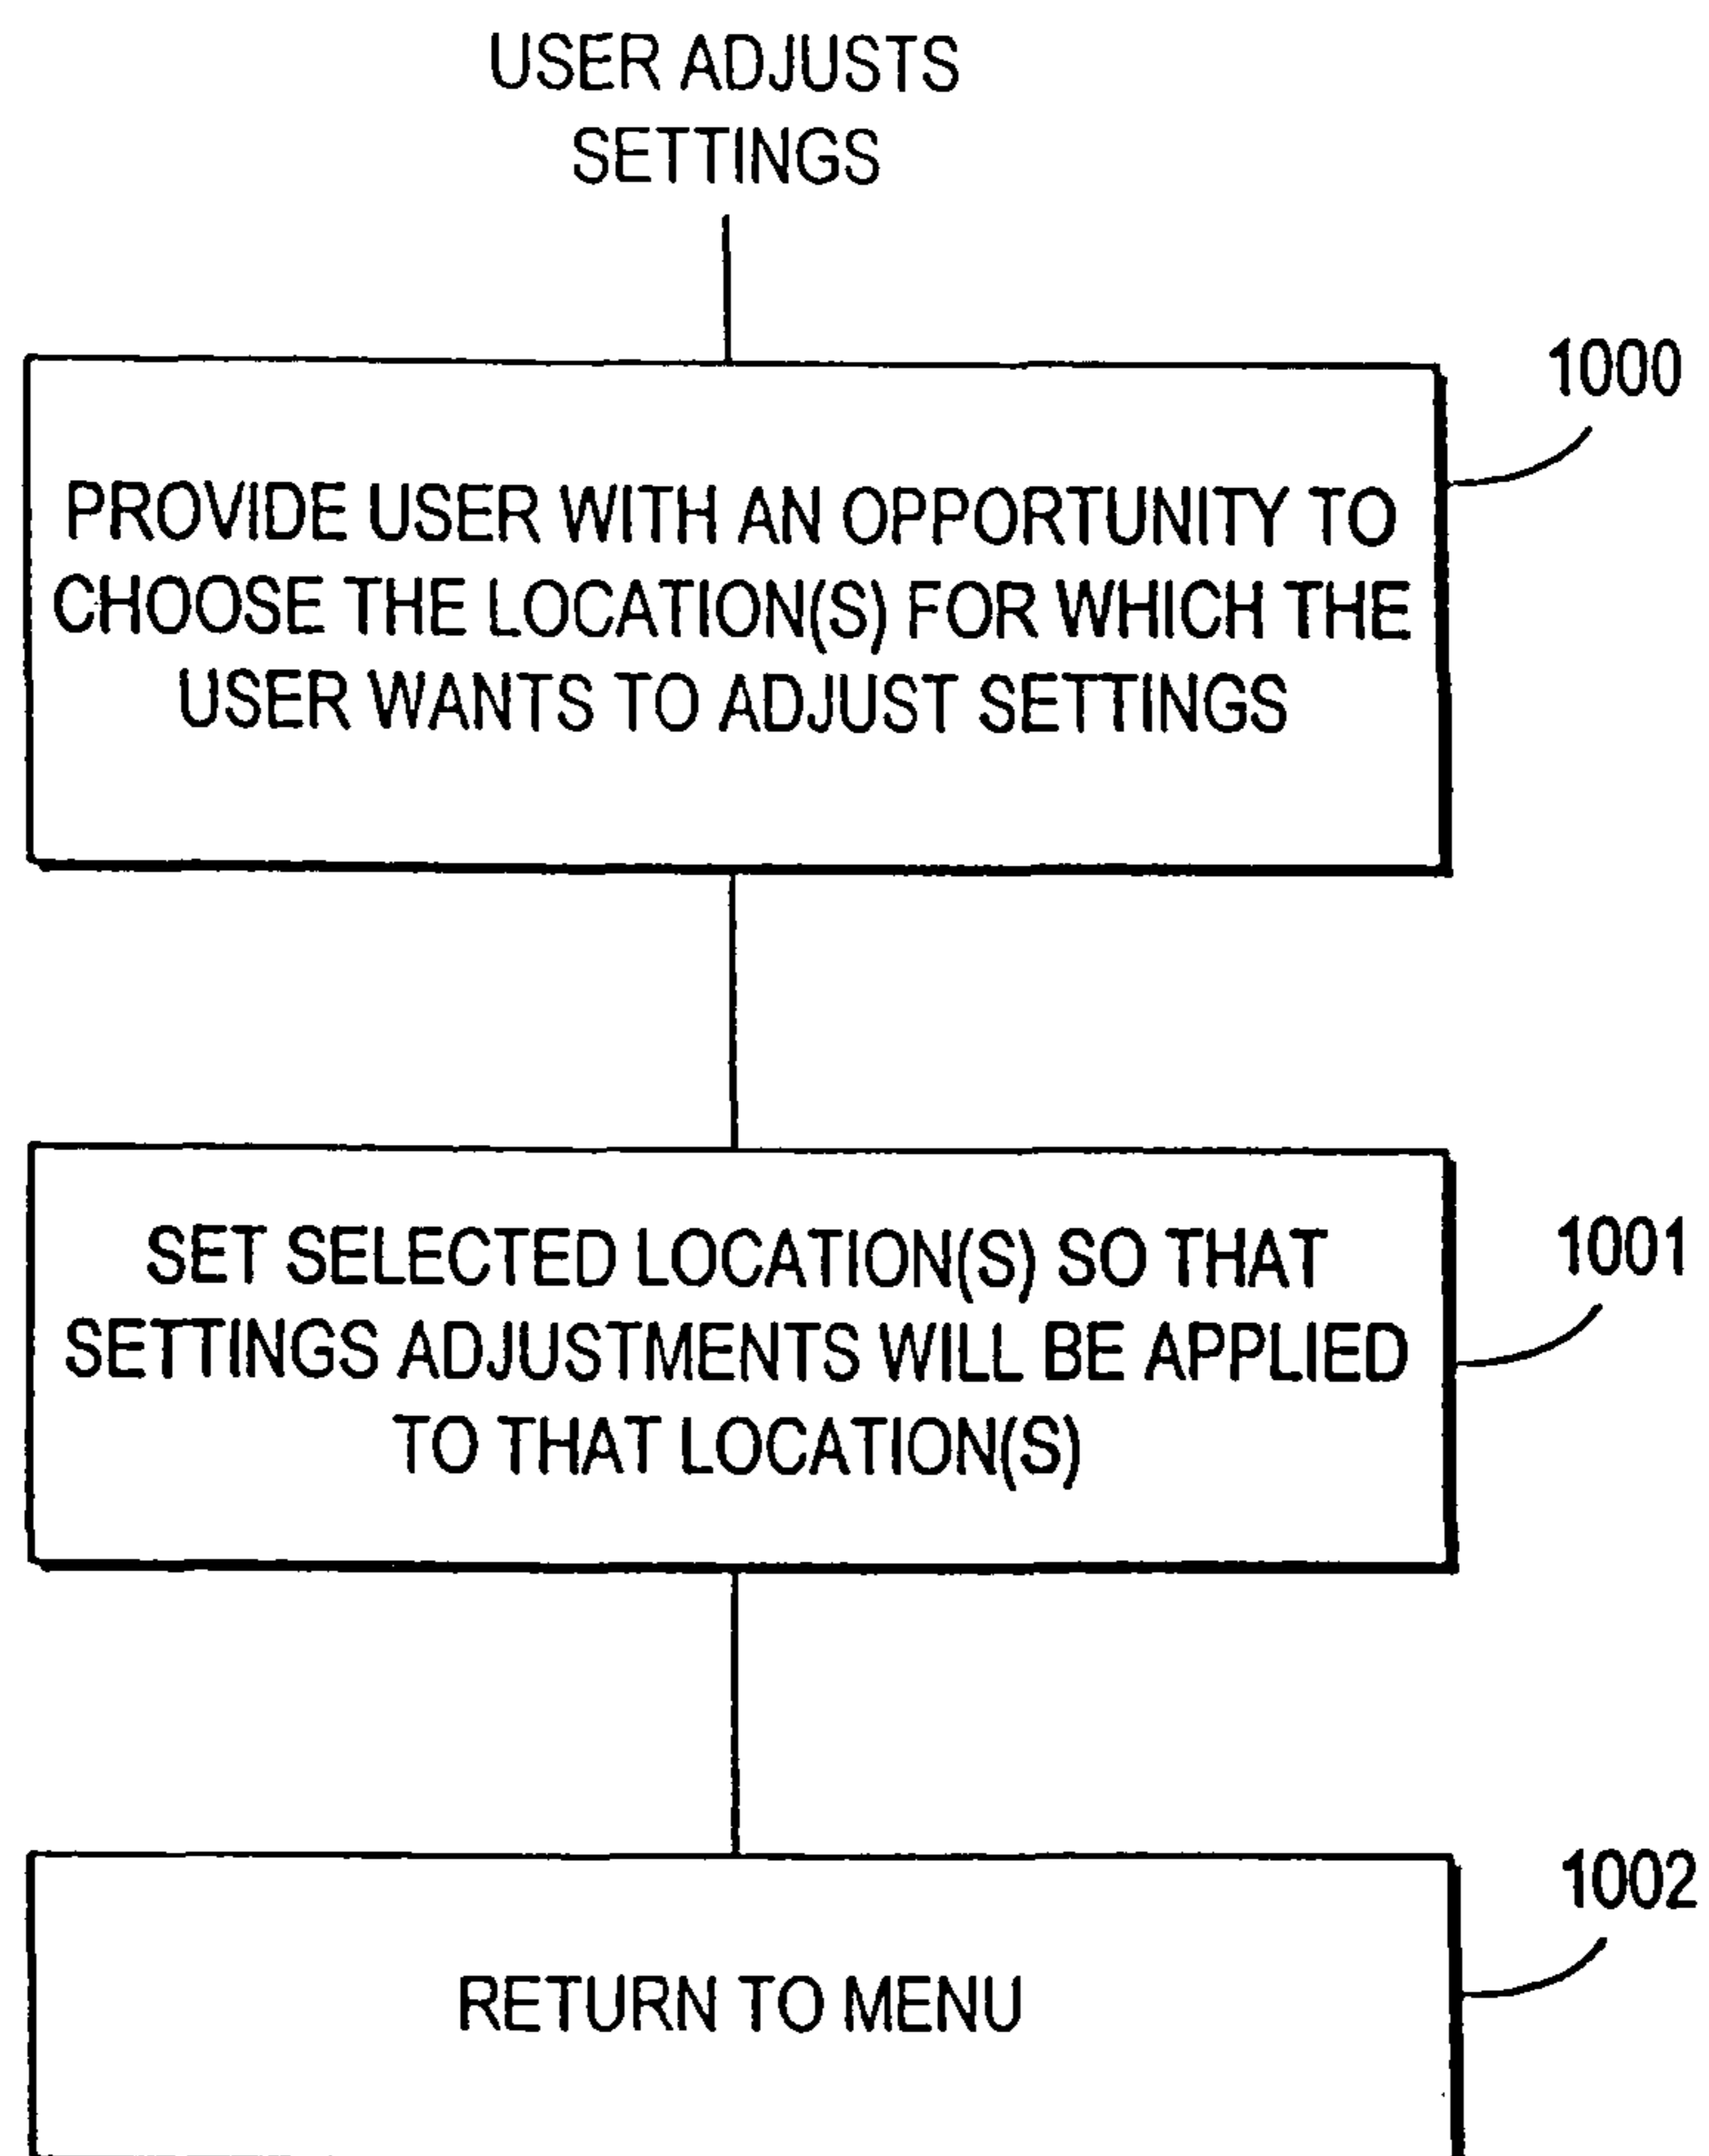 USER ADJUSTS
SETTINGS
1000
PROVIDE USER WITH AN OPPORTUNITY TO
CHOOSE THE LOCATION(S) FOR WHICH THE
USER WANTS TO ADJUST SETTINGS
1001
SET SELECTED LOCATION(S) SO THAT
SETTINGS ADJUSTMENTS WILL BE APPLIED
TO THAT LOCATION(S)
1002
RETURN TO MENU